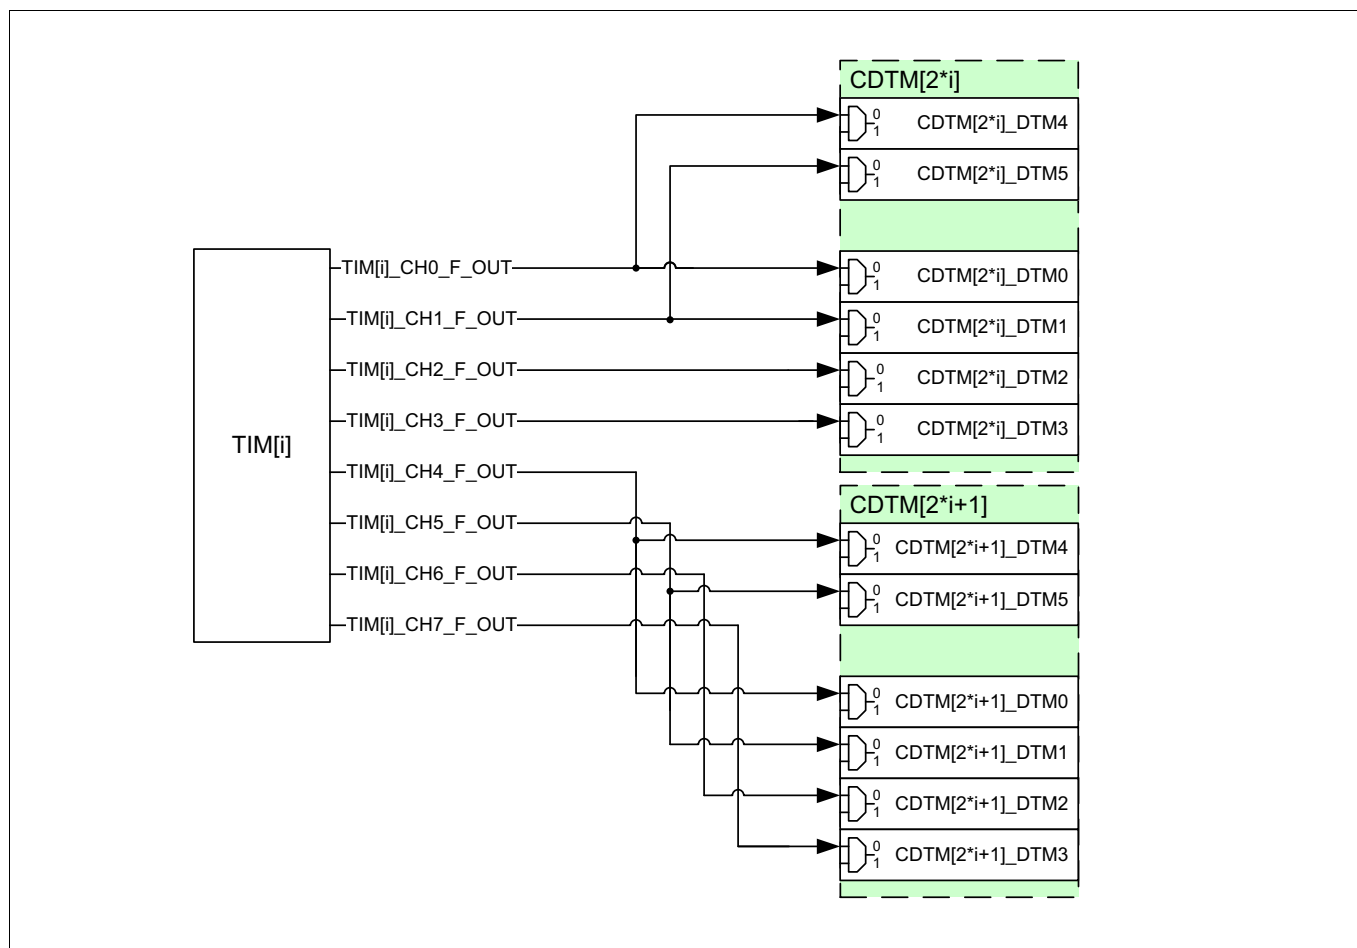 CDTM[2*i]
0
1
CDTM[2*i]_DTM4
0
1
CDTM[2*i]_DTM5
TIM[i]_CH0_F_OUT
0
1
CDTM[2*i]_DTM0
TIM[i]_CH1_F_OUT
0
1
CDTM[2*i]_DTM1
TIM[i]_CH2_F_OUT
0
1
CDTM[2*i]_DTM2
TIM[i]_CH3_F_OUT
0
1
CDTM[2*i]_DTM3
TIM[i]
TIM[i]_CH4_F_OUT
CDTM[2*i+1]
TIM[i]_CH5_F_OUT
0
1
CDTM[2*i+1]_DTM4
TIM[i]_CH6_F_OUT
0
1
CDTM[2*i+1]_DTM5
TIM[i]_CH7_F_OUT
0
1
CDTM[2*i+1]_DTM0
0
1
CDTM[2*i+1]_DTM1
0
1
CDTM[2*i+1]_DTM2
0
1
CDTM[2*i+1]_DTM3